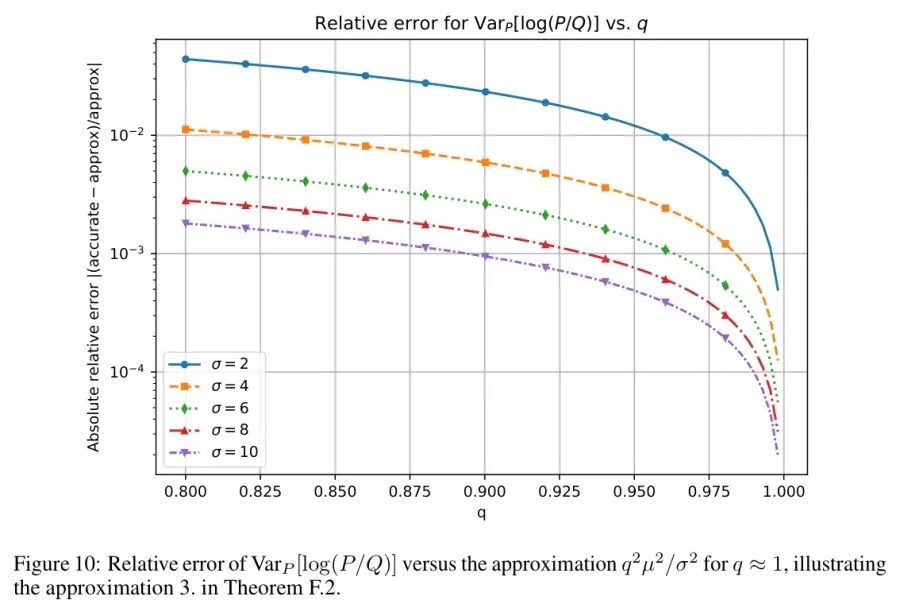 Relative error for Var_P[log(P/Q)] vs. q
Absolute relative error |(accurate − approx)/approx|
10⁻²
10⁻³
10⁻⁴
σ = 2
σ = 4
σ = 6
σ = 8
σ = 10
0.800 0.825 0.850 0.875 0.900 0.925 0.950 0.975 1.000
q
Figure 10: Relative error of Var_P[log(P/Q)] versus the approximation q²μ²/σ² for q ≈ 1, illustrating
the approximation 3. in Theorem F.2.